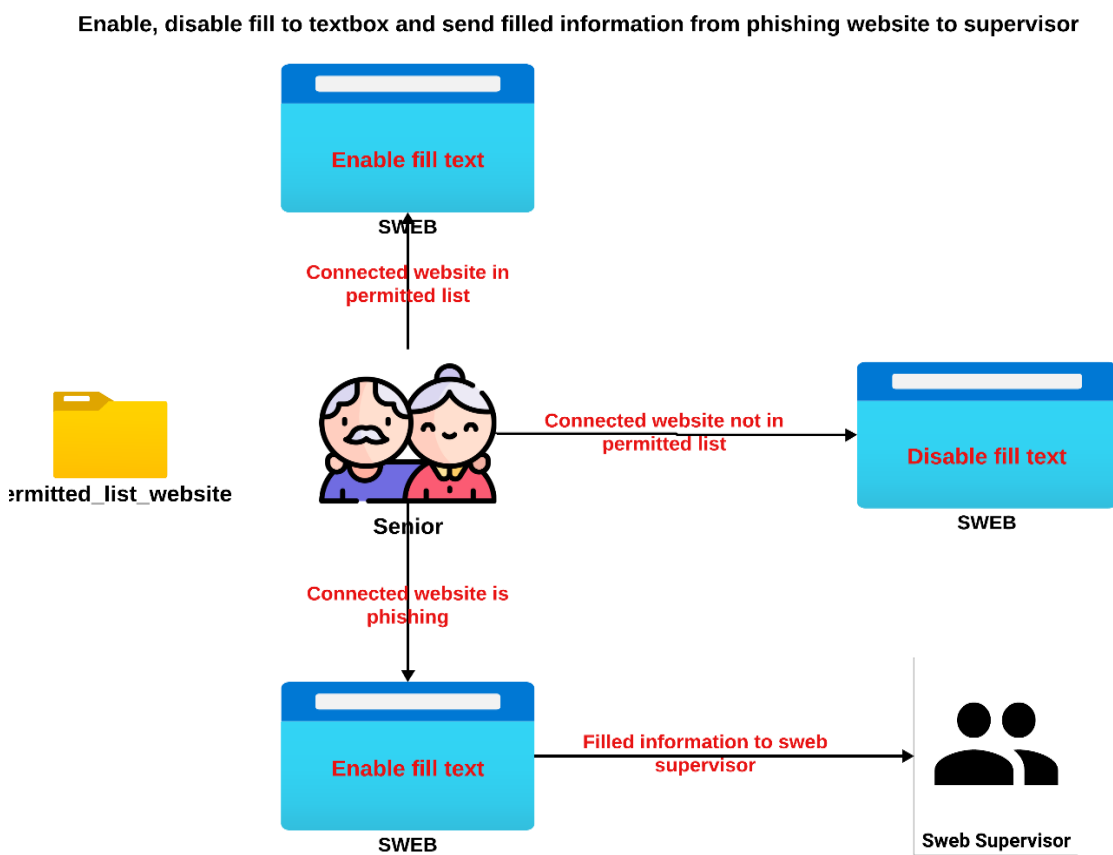 Enable, disable fill to textbox and send filled information from phishing website to supervisor
Enable fill text
SWEB
Connected website in
permitted list
Connected website not in
permitted list
Disable fill text
SWEB
ermitted_list_website
Senior
Connected website is
phishing
Enable fill text
SWEB
Filled information to sweb
supervisor
Sweb Supervisor